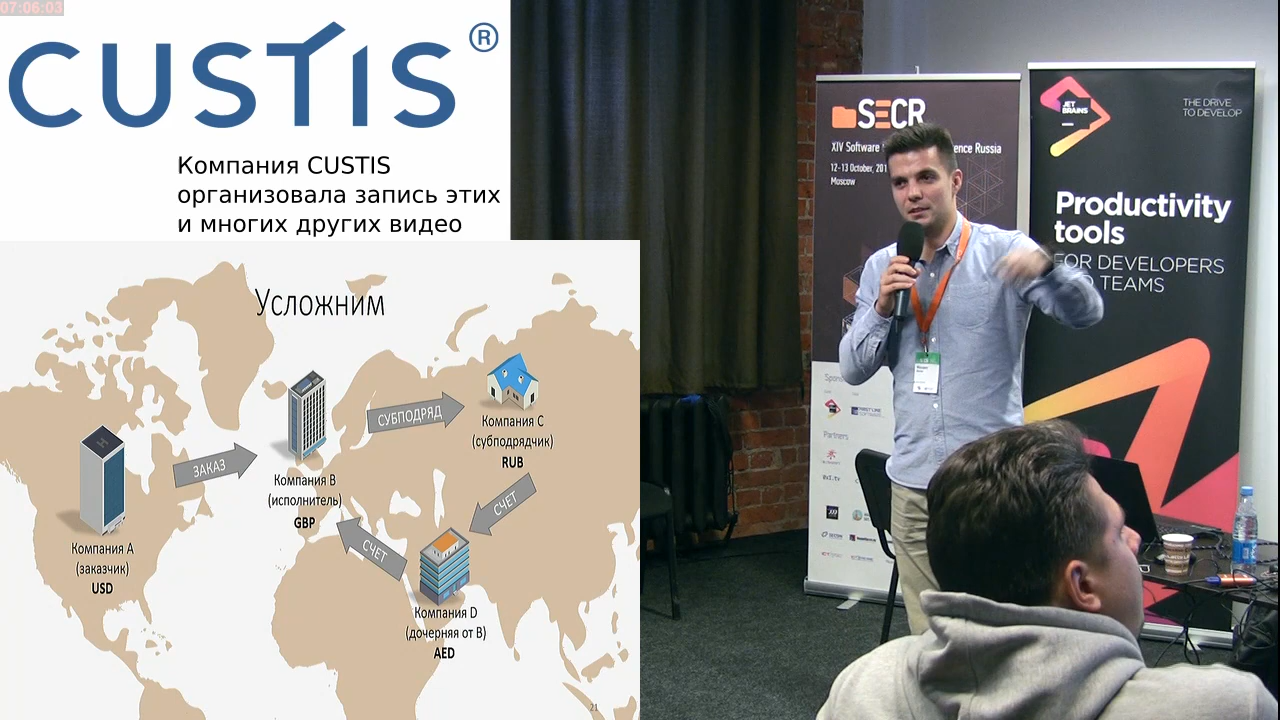 07:06:03
CUSTIS®
Компания CUSTIS
организовала запись этих
и многих других видео
Усложним
СУБПОДРЯД
Компания C
(субподрядчик)
RUB
ЗАКАЗ
Компания B
(исполнитель)
GBP
СЧЕТ
СЧЕТ
Компания A
(заказчик)
USD
Компания D
(дочерняя от B)
AED
21
SECR
XIV Software
ence Russia
12-13 October, 201
Moscow
Partners
JET
BRAINS
THE DRIVE
TO DEVELOP
Productivity
tools
FOR DEVELOPERS
TEAMS